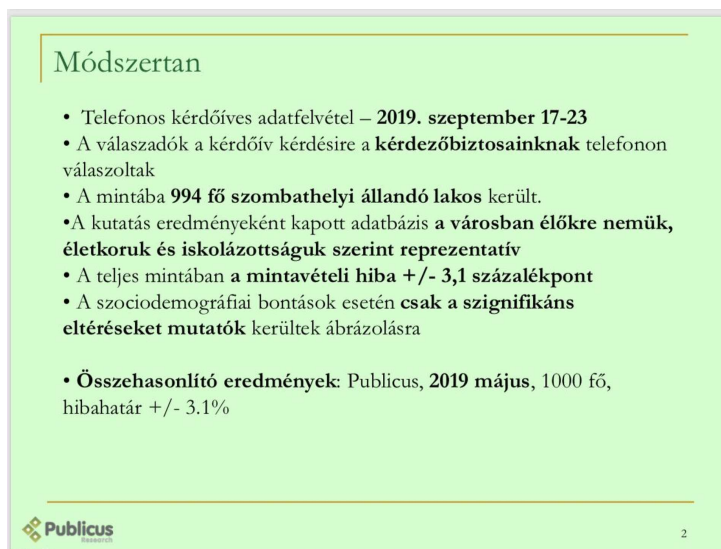 Módszertan
• Telefonos kérdőíves adatfelvétel – 2019. szeptember 17-23
• A válaszadók a kérdőív kérdésire a kérdezőbiztosainknak telefonon
válaszoltak
• A mintába 994 fő szombathelyi állandó lakos került.
•A kutatás eredményeként kapott adatbázis a városban élőkre nemük,
életkoruk és iskolázottságuk szerint reprezentatív
• A teljes mintában a mintavételi hiba +/- 3,1 százalékpont
• A szociodemográfiai bontások esetén csak a szignifikáns
eltéréseket mutatók kerültek ábrázolásra
• Összehasonlító eredmények: Publicus, 2019 május, 1000 fő,
hibahatár +/- 3.1%
Publicus
Research
2